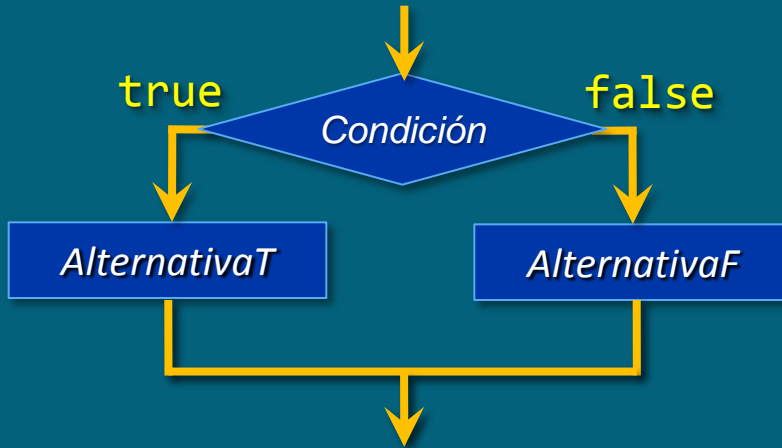 true
false
Condición
AlternativaT
AlternativaF